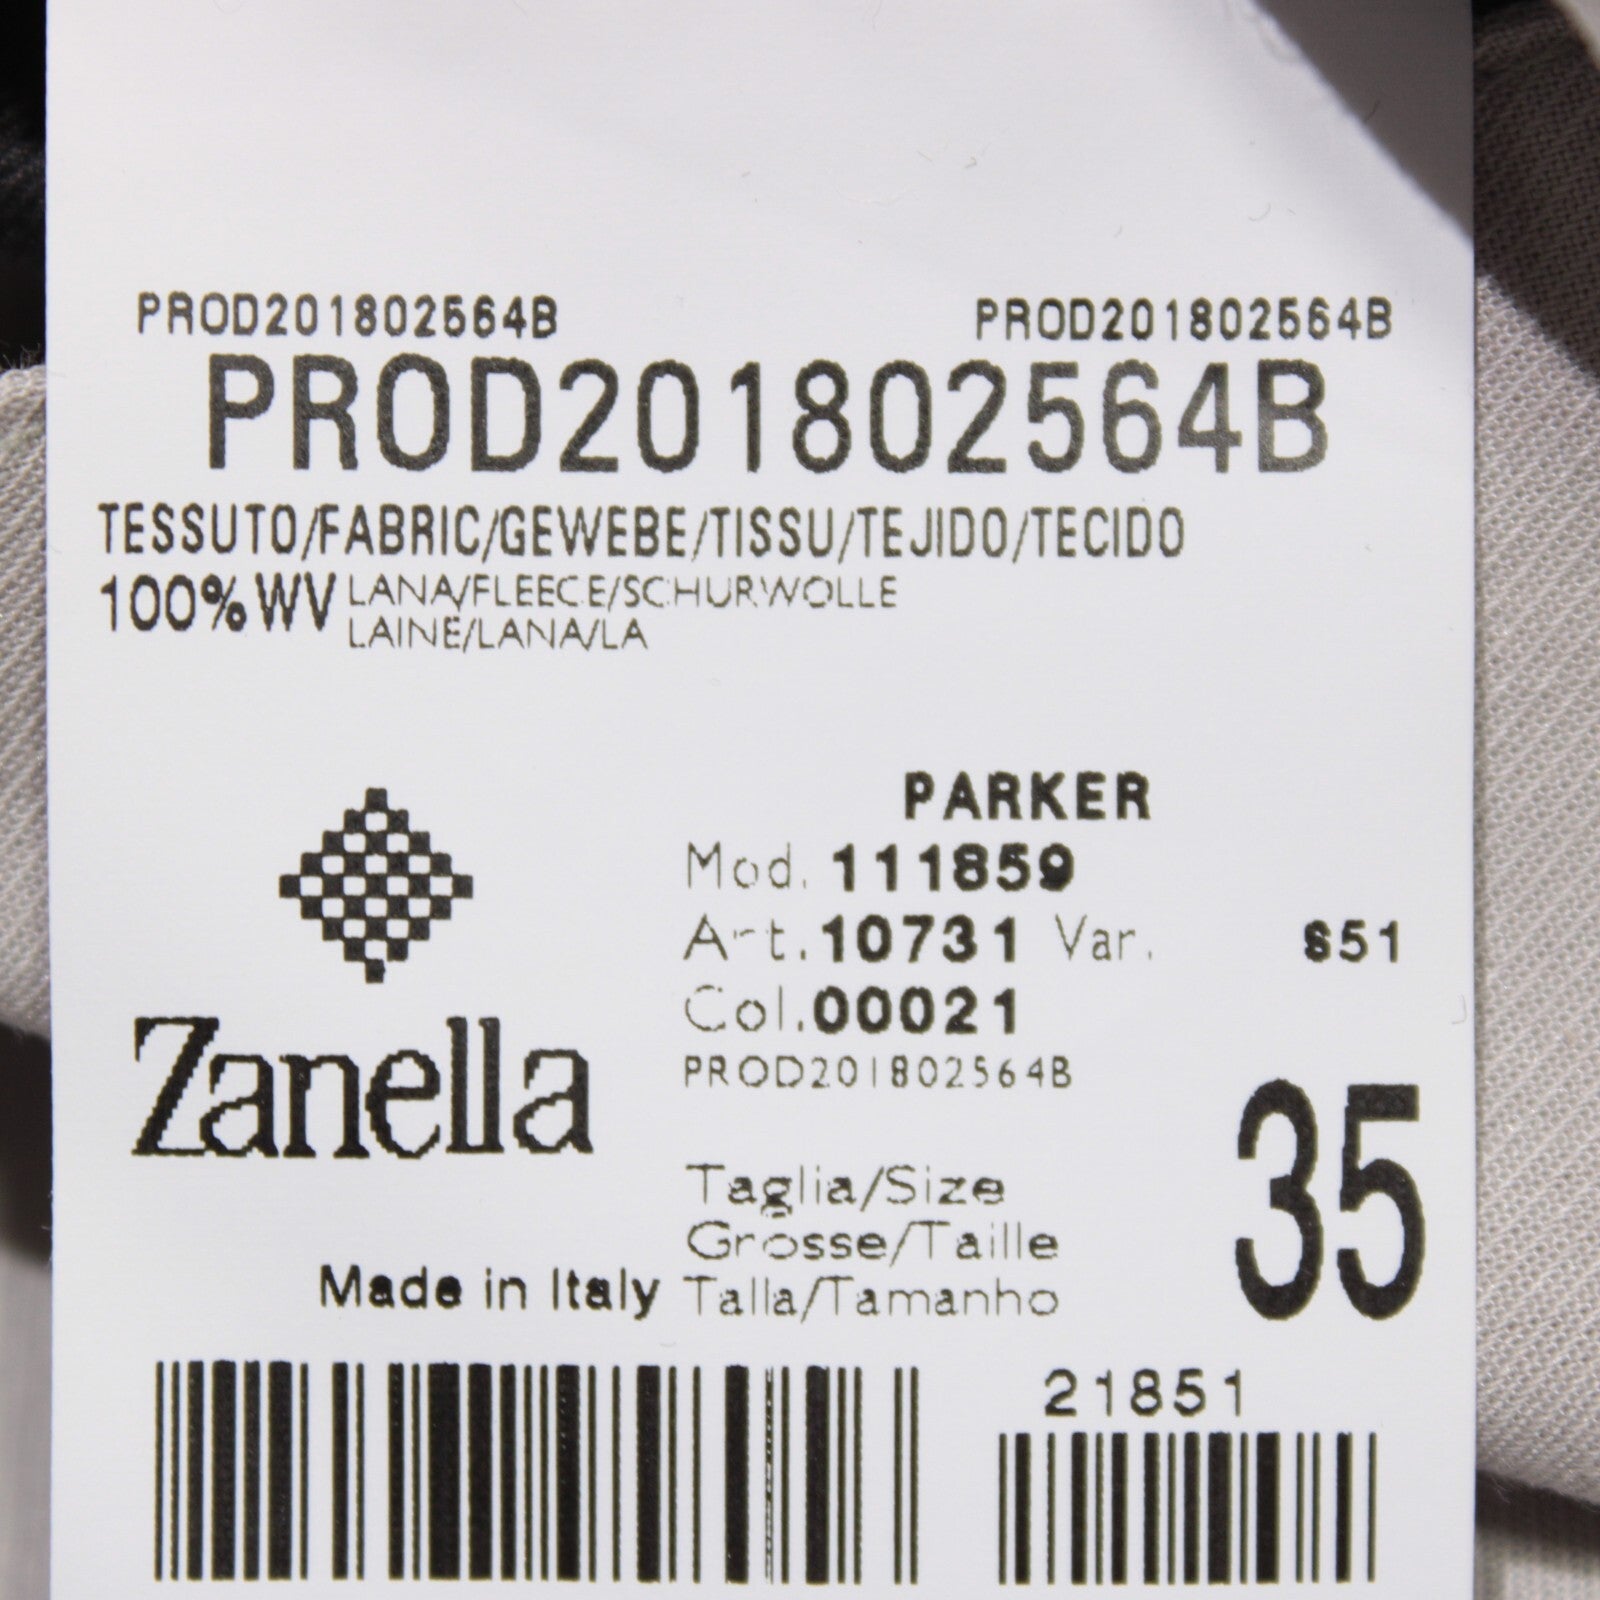 PROD201802564B PROD201802564B
PROD201802564B
TESSUTO/FABRIC/GEWEBE/TISSU/TEJIDO/TECIDO
100%WV LANA/FLEECE/SCHURWOLLE
LAINE/LANA/LA
PARKER
Mod. 111859
Art. 10731 Var. S51
Col. 00021
PROD201802564B
Zanella
Made in Italy
Taglia/Size
Grosse/Taille
Talla/Tamanho
35
21851